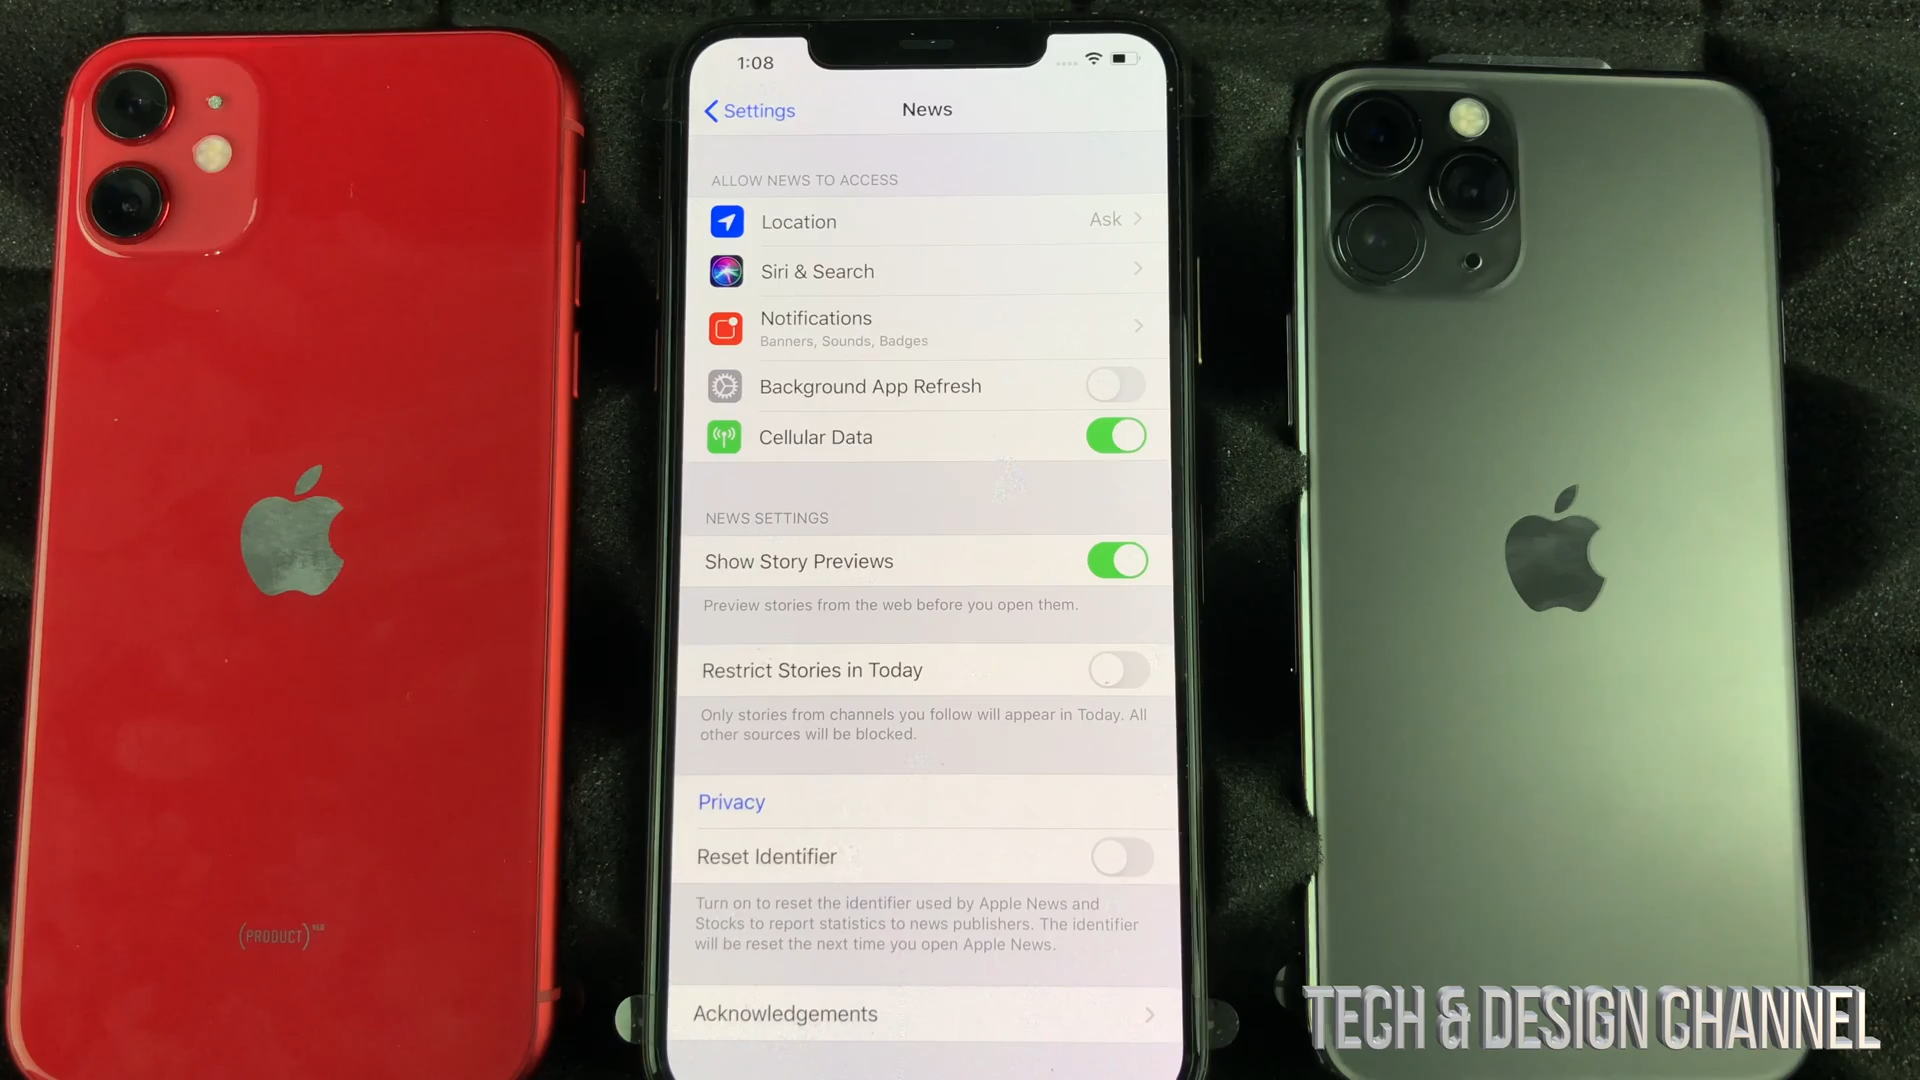 1:08
Settings
News
ALLOW NEWS TO ACCESS
Location
Ask
Siri & Search
Notifications
Banners, Sounds, Badges
Background App Refresh
Cellular Data
NEWS SETTINGS
Show Story Previews
Preview stories from the web before you open them.
Restrict Stories in Today
Only stories from channels you follow will appear in Today. All
other sources will be blocked.
Privacy
Reset Identifier
Turn on to reset the identifier used by Apple News and
Stocks to report statistics to news publishers. The identifier
will be reset the next time you open Apple News.
Acknowledgements
(PRODUCT)RED
TECH & DESIGN CHANNEL